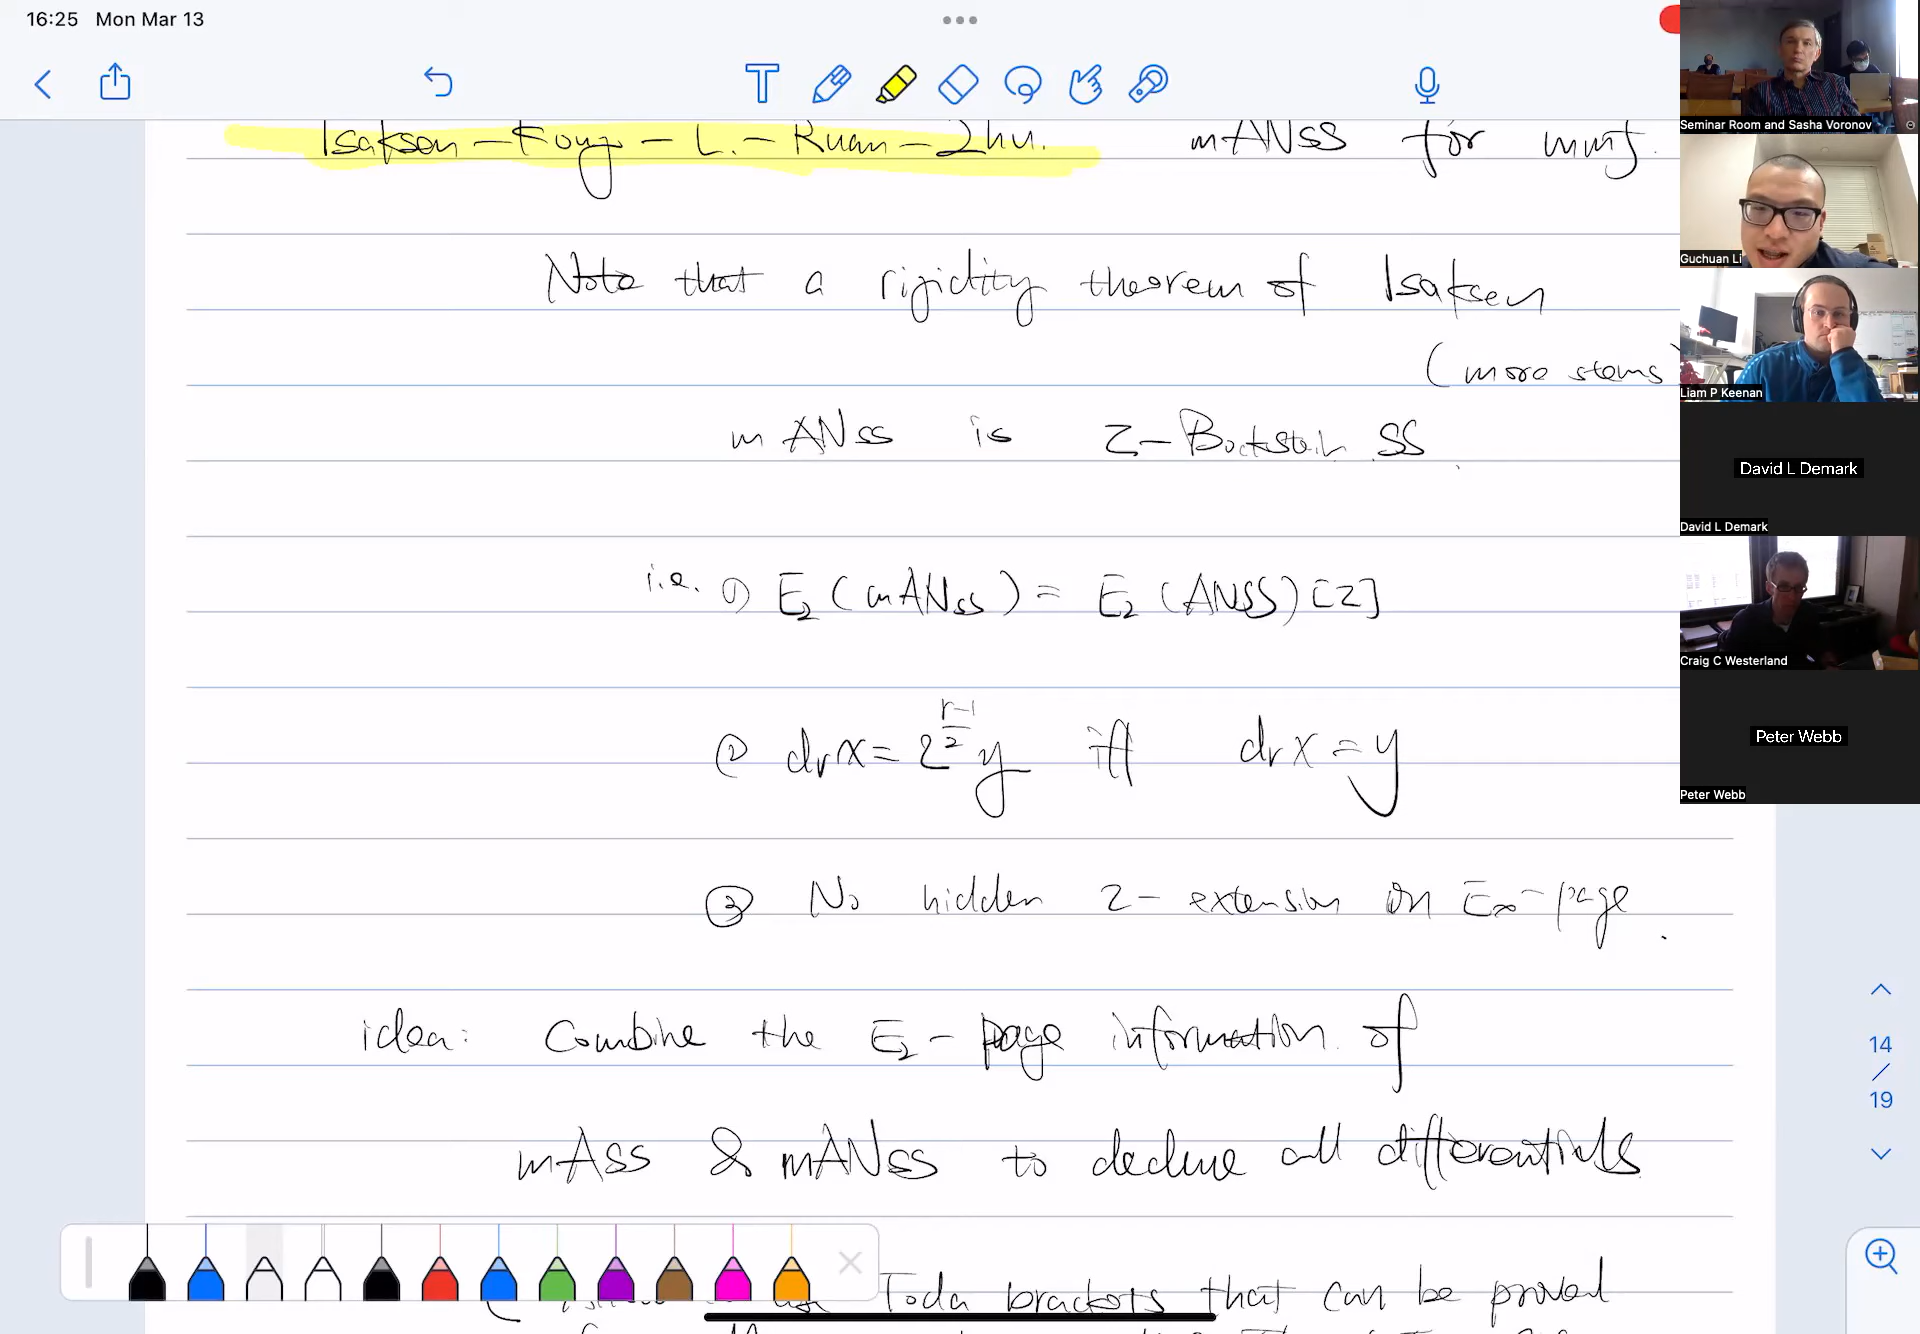 16:25 Mon Mar 13
Isaksen - Kong - L. - Ruan - Zhu. mANSS for mmf.
Note that a rigidity theorem of Isaksen
(more stems
mANss is τ-Bockstein SS.
i.e. ① E₂(mANss) = E₂(ANSS)[τ]
② drx = τ^{\frac{r-1}{2}} y iff drx = y
③ No hidden τ-extension on E∞-page.
idea: Combine the E₂-page information of
mAss & mANss to deduce all differentials
Toda brackets that can be proved
Seminar Room and Sasha Voronov
Guchuan Li
Liam P Keenan
David L Demark
David L Demark
Craig C Westerland
Peter Webb
Peter Webb
14
/
19